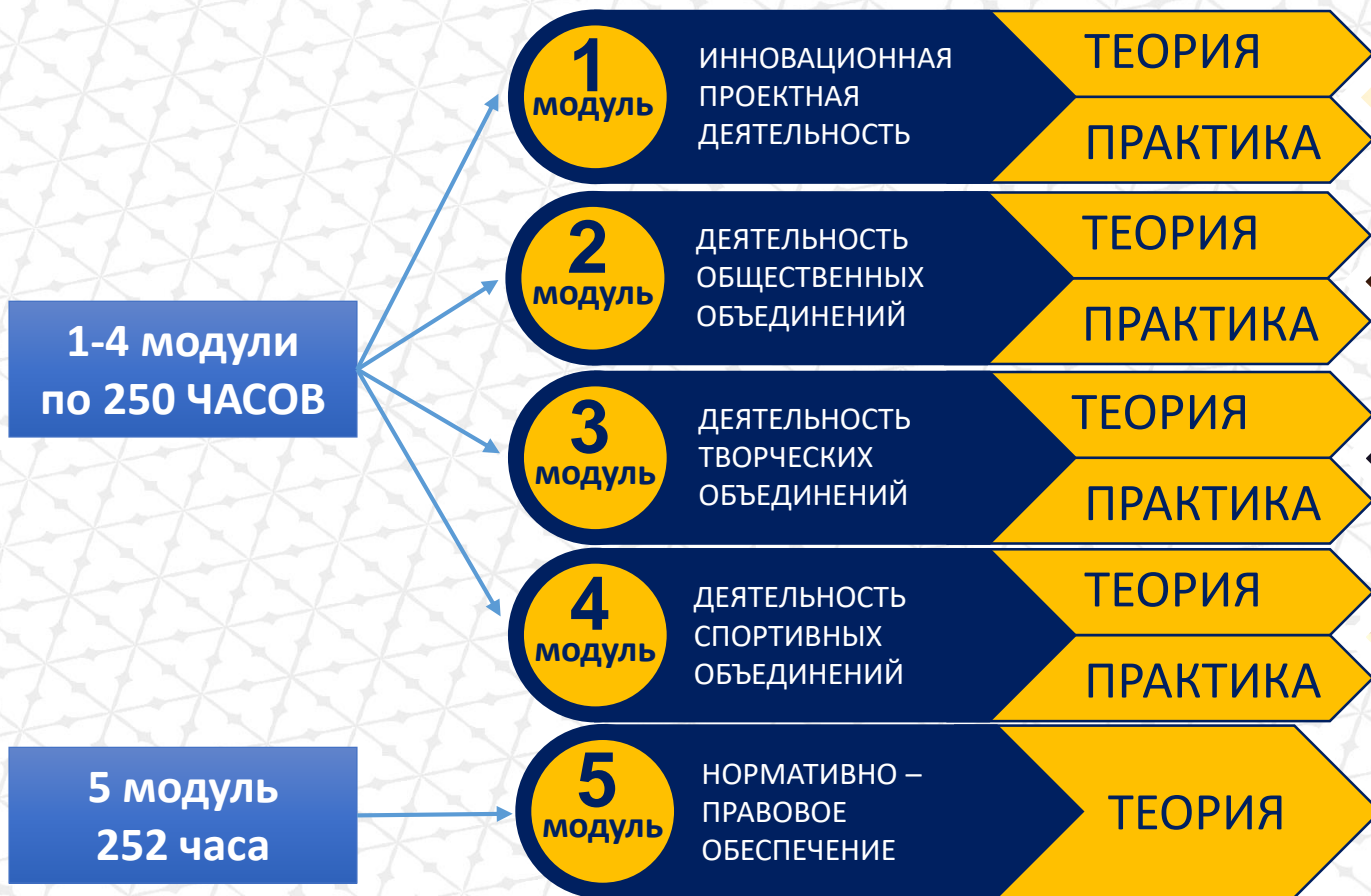 1
модуль
ИННОВАЦИОННАЯ
ПРОЕКТНАЯ
ДЕЯТЕЛЬНОСТЬ
ТЕОРИЯ
ПРАКТИКА
2
модуль
ДЕЯТЕЛЬНОСТЬ
ОБЩЕСТВЕННЫХ
ОБЪЕДИНЕНИЙ
ТЕОРИЯ
ПРАКТИКА
1-4 модули
по 250 ЧАСОВ
3
модуль
ДЕЯТЕЛЬНОСТЬ
ТВОРЧЕСКИХ
ОБЪЕДИНЕНИЙ
ТЕОРИЯ
ПРАКТИКА
4
модуль
ДЕЯТЕЛЬНОСТЬ
СПОРТИВНЫХ
ОБЪЕДИНЕНИЙ
ТЕОРИЯ
ПРАКТИКА
5 модуль
252 часа
5
модуль
НОРМАТИВНО –
ПРАВОВОЕ
ОБЕСПЕЧЕНИЕ
ТЕОРИЯ